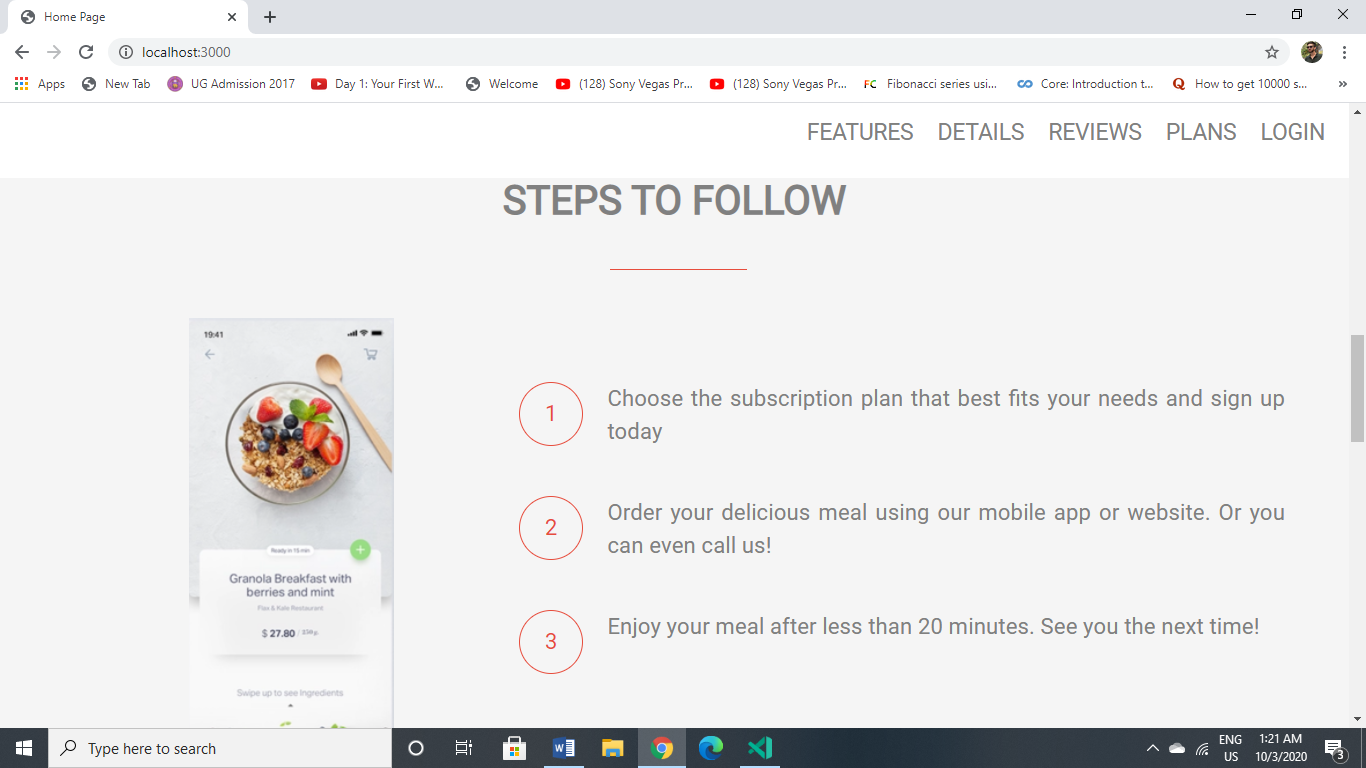 Home Page
localhost:3000
Apps
New Tab
UG Admission 2017
Day 1: Your First W...
Welcome
(128) Sony Vegas Pr...
(128) Sony Vegas Pr...
FC Fibonacci series usi...
Core: Introduction t...
How to get 10000 s...
»
FEATURES DETAILS REVIEWS PLANS LOGIN
STEPS TO FOLLOW
19:41
Ready in 15 min
Granola Breakfast with
berries and mint
Flax & Kale Restaurant
$ 27.80
Swipe up to see Ingredients
1
Choose the subscription plan that best fits your needs and sign up
today
2
Order your delicious meal using our mobile app or website. Or you
can even call us!
3
Enjoy your meal after less than 20 minutes. See you the next time!
Type here to search
ENG
US
1:21 AM
10/3/2020
3